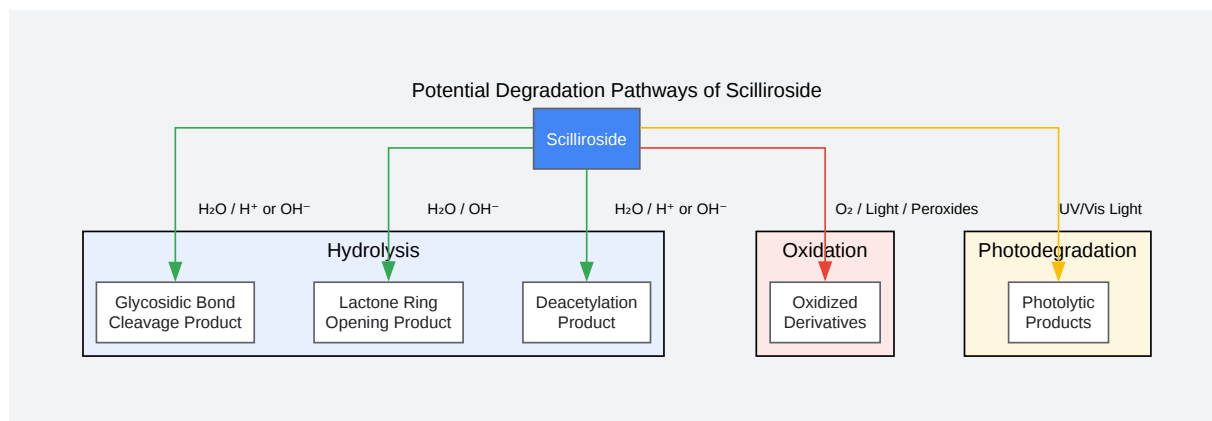 Potential Degradation Pathways of Scilliroside
Scilliroside
H₂O / H⁺ or OH⁻
H₂O / OH⁻
H₂O / H⁺ or OH⁻
O₂ / Light / Peroxides
UV/Vis Light
Hydrolysis
Oxidation
Photodegradation
Glycosidic Bond
Cleavage Product
Lactone Ring
Opening Product
Deacetylation
Product
Oxidized
Derivatives
Photolytic
Products